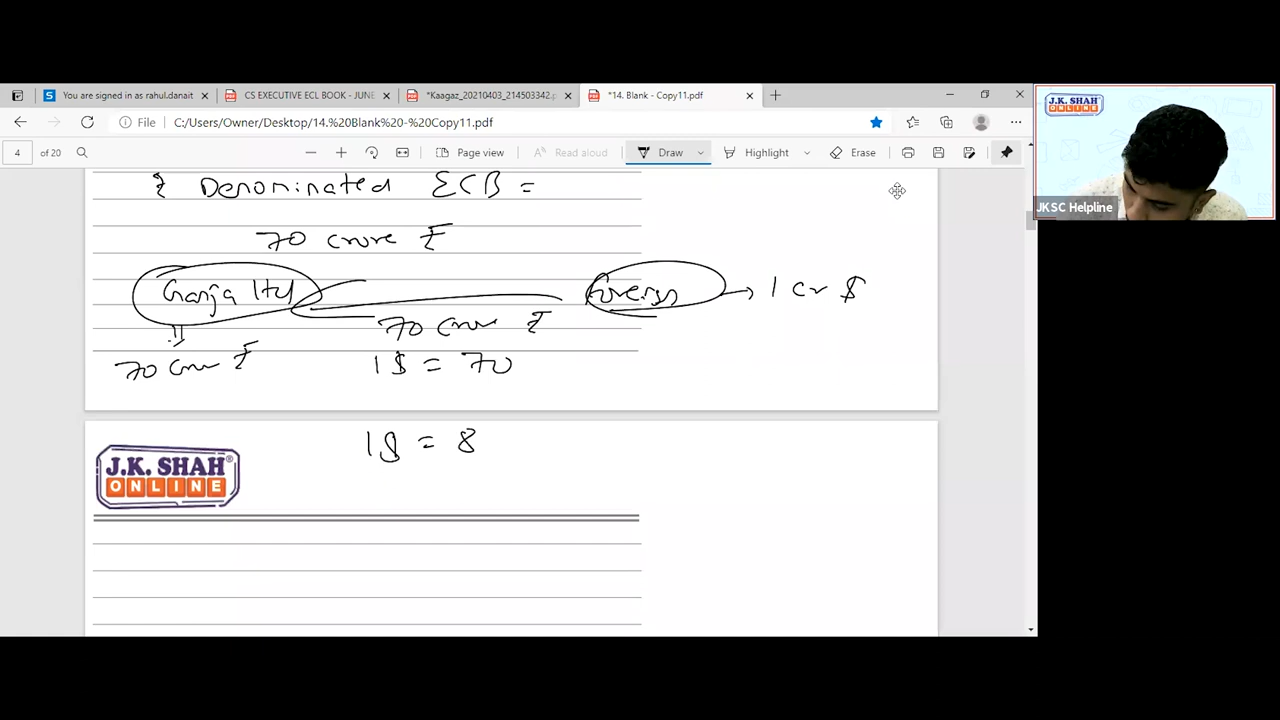 You are signed in as rahul.danait
CS EXECUTIVE ECL BOOK - JUNE
*Kaagaz_20210403_214503342.p
*14. Blank - Copy11.pdf
File
C:/Users/Owner/Desktop/14.%20Blank%20-%20Copy11.pdf
4 of 20
Page view
Read aloud
Draw
Highlight
Erase
J.K. SHAH
ONLINE
JKSC Helpline
₹ Denominated ECB =
70 crore ₹
Ganja ltd
Foreign
1 cr $
70 crore ₹
70 crore ₹
1$ = 70
1$ = 8
J.K. SHAH
ONLINE